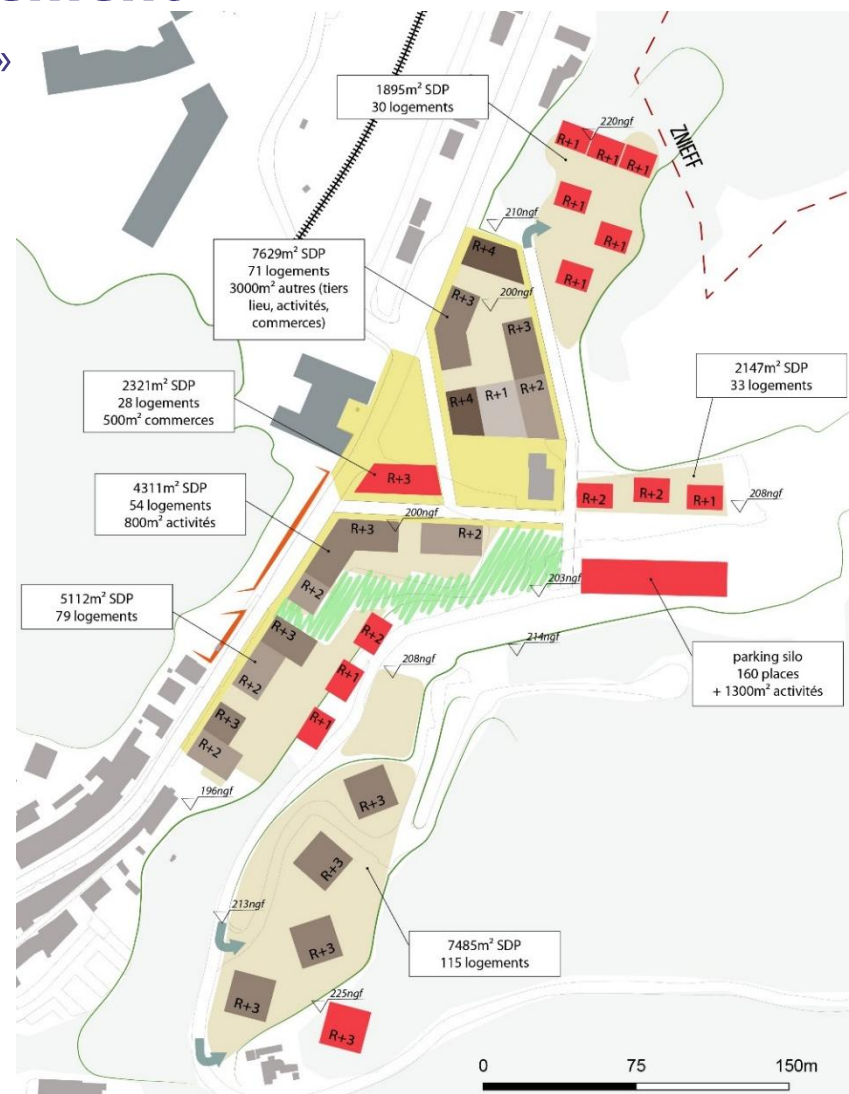 »
1895m² SDP
30 logements
220ngf
R+1
R+1
R+1
ZNIEFF
R+1
R+1
R+1
210ngf
7629m² SDP
71 logements
3000m² autres (tiers
lieu, activités,
commerces)
R+4
R+3
200ngf
R+3
R+4
R+1
R+2
2147m² SDP
33 logements
2321m² SDP
28 logements
500m² commerces
R+3
R+2
R+2
R+1
208ngf
4311m² SDP
54 logements
800m² activités
R+3
200ngf
R+2
R+2
203ngf
5112m² SDP
79 logements
R+3
R+2
R+2
R+1
R+3
R+1
R+2
208ngf
214ngf
parking silo
160 places
+ 1300m² activités
196ngf
R+3
R+3
213ngf
R+3
7485m² SDP
115 logements
R+3
225ngf
R+3
0 75 150m